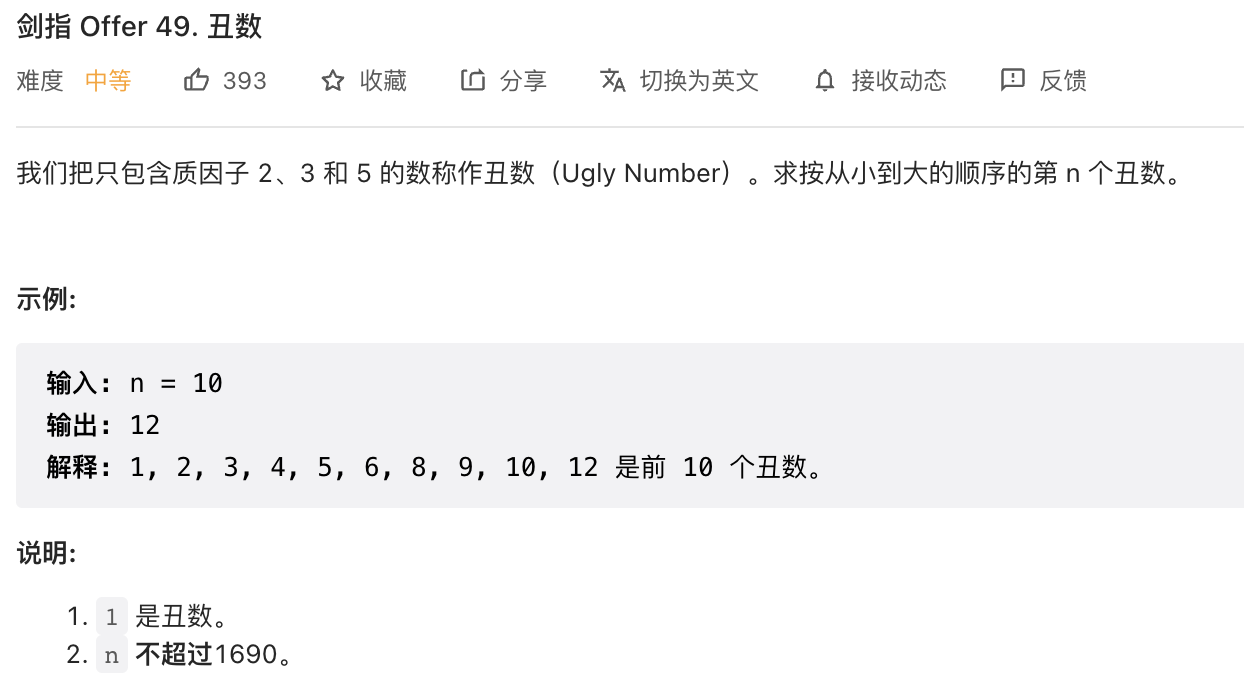 剑指 Offer 49. 丑数
难度 中等 393 收藏 分享 切换为英文 接收动态 反馈
我们把只包含质因子 2、3 和 5 的数称作丑数（Ugly Number）。求按从小到大的顺序的第 n 个丑数。
示例:
输入: n = 10
输出: 12
解释: 1, 2, 3, 4, 5, 6, 8, 9, 10, 12 是前 10 个丑数。
说明:
1. 1 是丑数。
2. n 不超过1690。